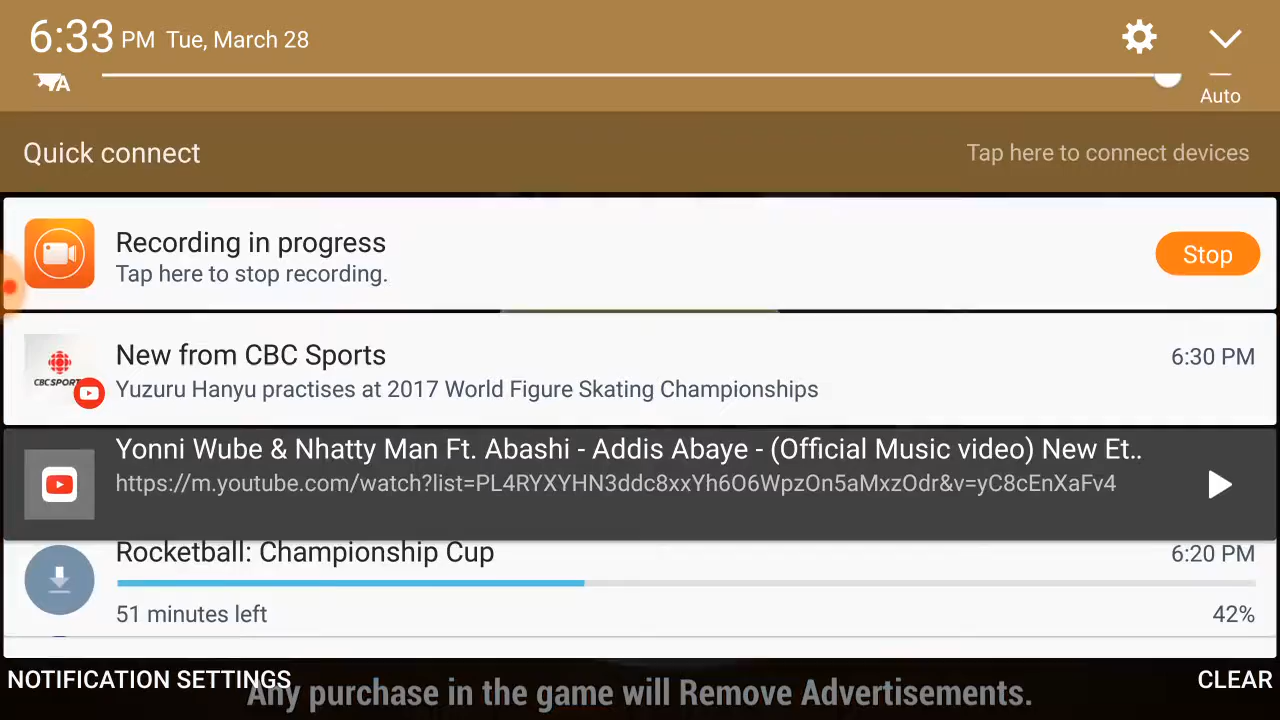 6:33 PM Tue, March 28
A
Auto
Quick connect
Tap here to connect devices
Recording in progress
Tap here to stop recording.
Stop
CBC SPORTS
New from CBC Sports
6:30 PM
Yuzuru Hanyu practises at 2017 World Figure Skating Championships
Yonni Wube & Nhatty Man Ft. Abashi - Addis Abaye - (Official Music video) New Et..
https://m.youtube.com/watch?list=PL4RYXYHN3ddc8xxYh6O6WpzOn5aMxzOdr&v=yC8cEnXaFv4
Rocketball: Championship Cup
6:20 PM
51 minutes left
42%
NOTIFICATION SETTINGS
CLEAR
Any purchase in the game will Remove Advertisements.